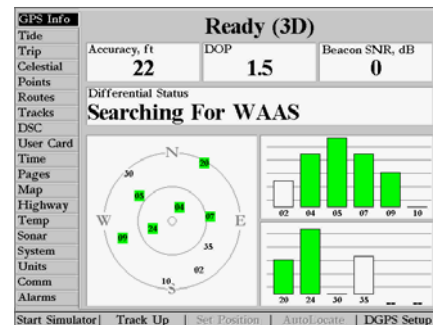 GPS Info
Tide
Trip
Celestial
Points
Routes
Tracks
DSC
User Card
Time
Pages
Map
Highway
Temp
Sonar
System
Units
Comm
Alarms
Ready (3D)
Accuracy, ft DOP Beacon SNR, dB
22 1.5 0
Differential Status
Searching For WAAS
N
20
30
05
04
07
W E
24
09
35
02
10
S
02 04 05 07 09 10
20 24 30 35 -- --
Start Simulator| Track Up | Set Position | AutoLocate | DGPS Setup